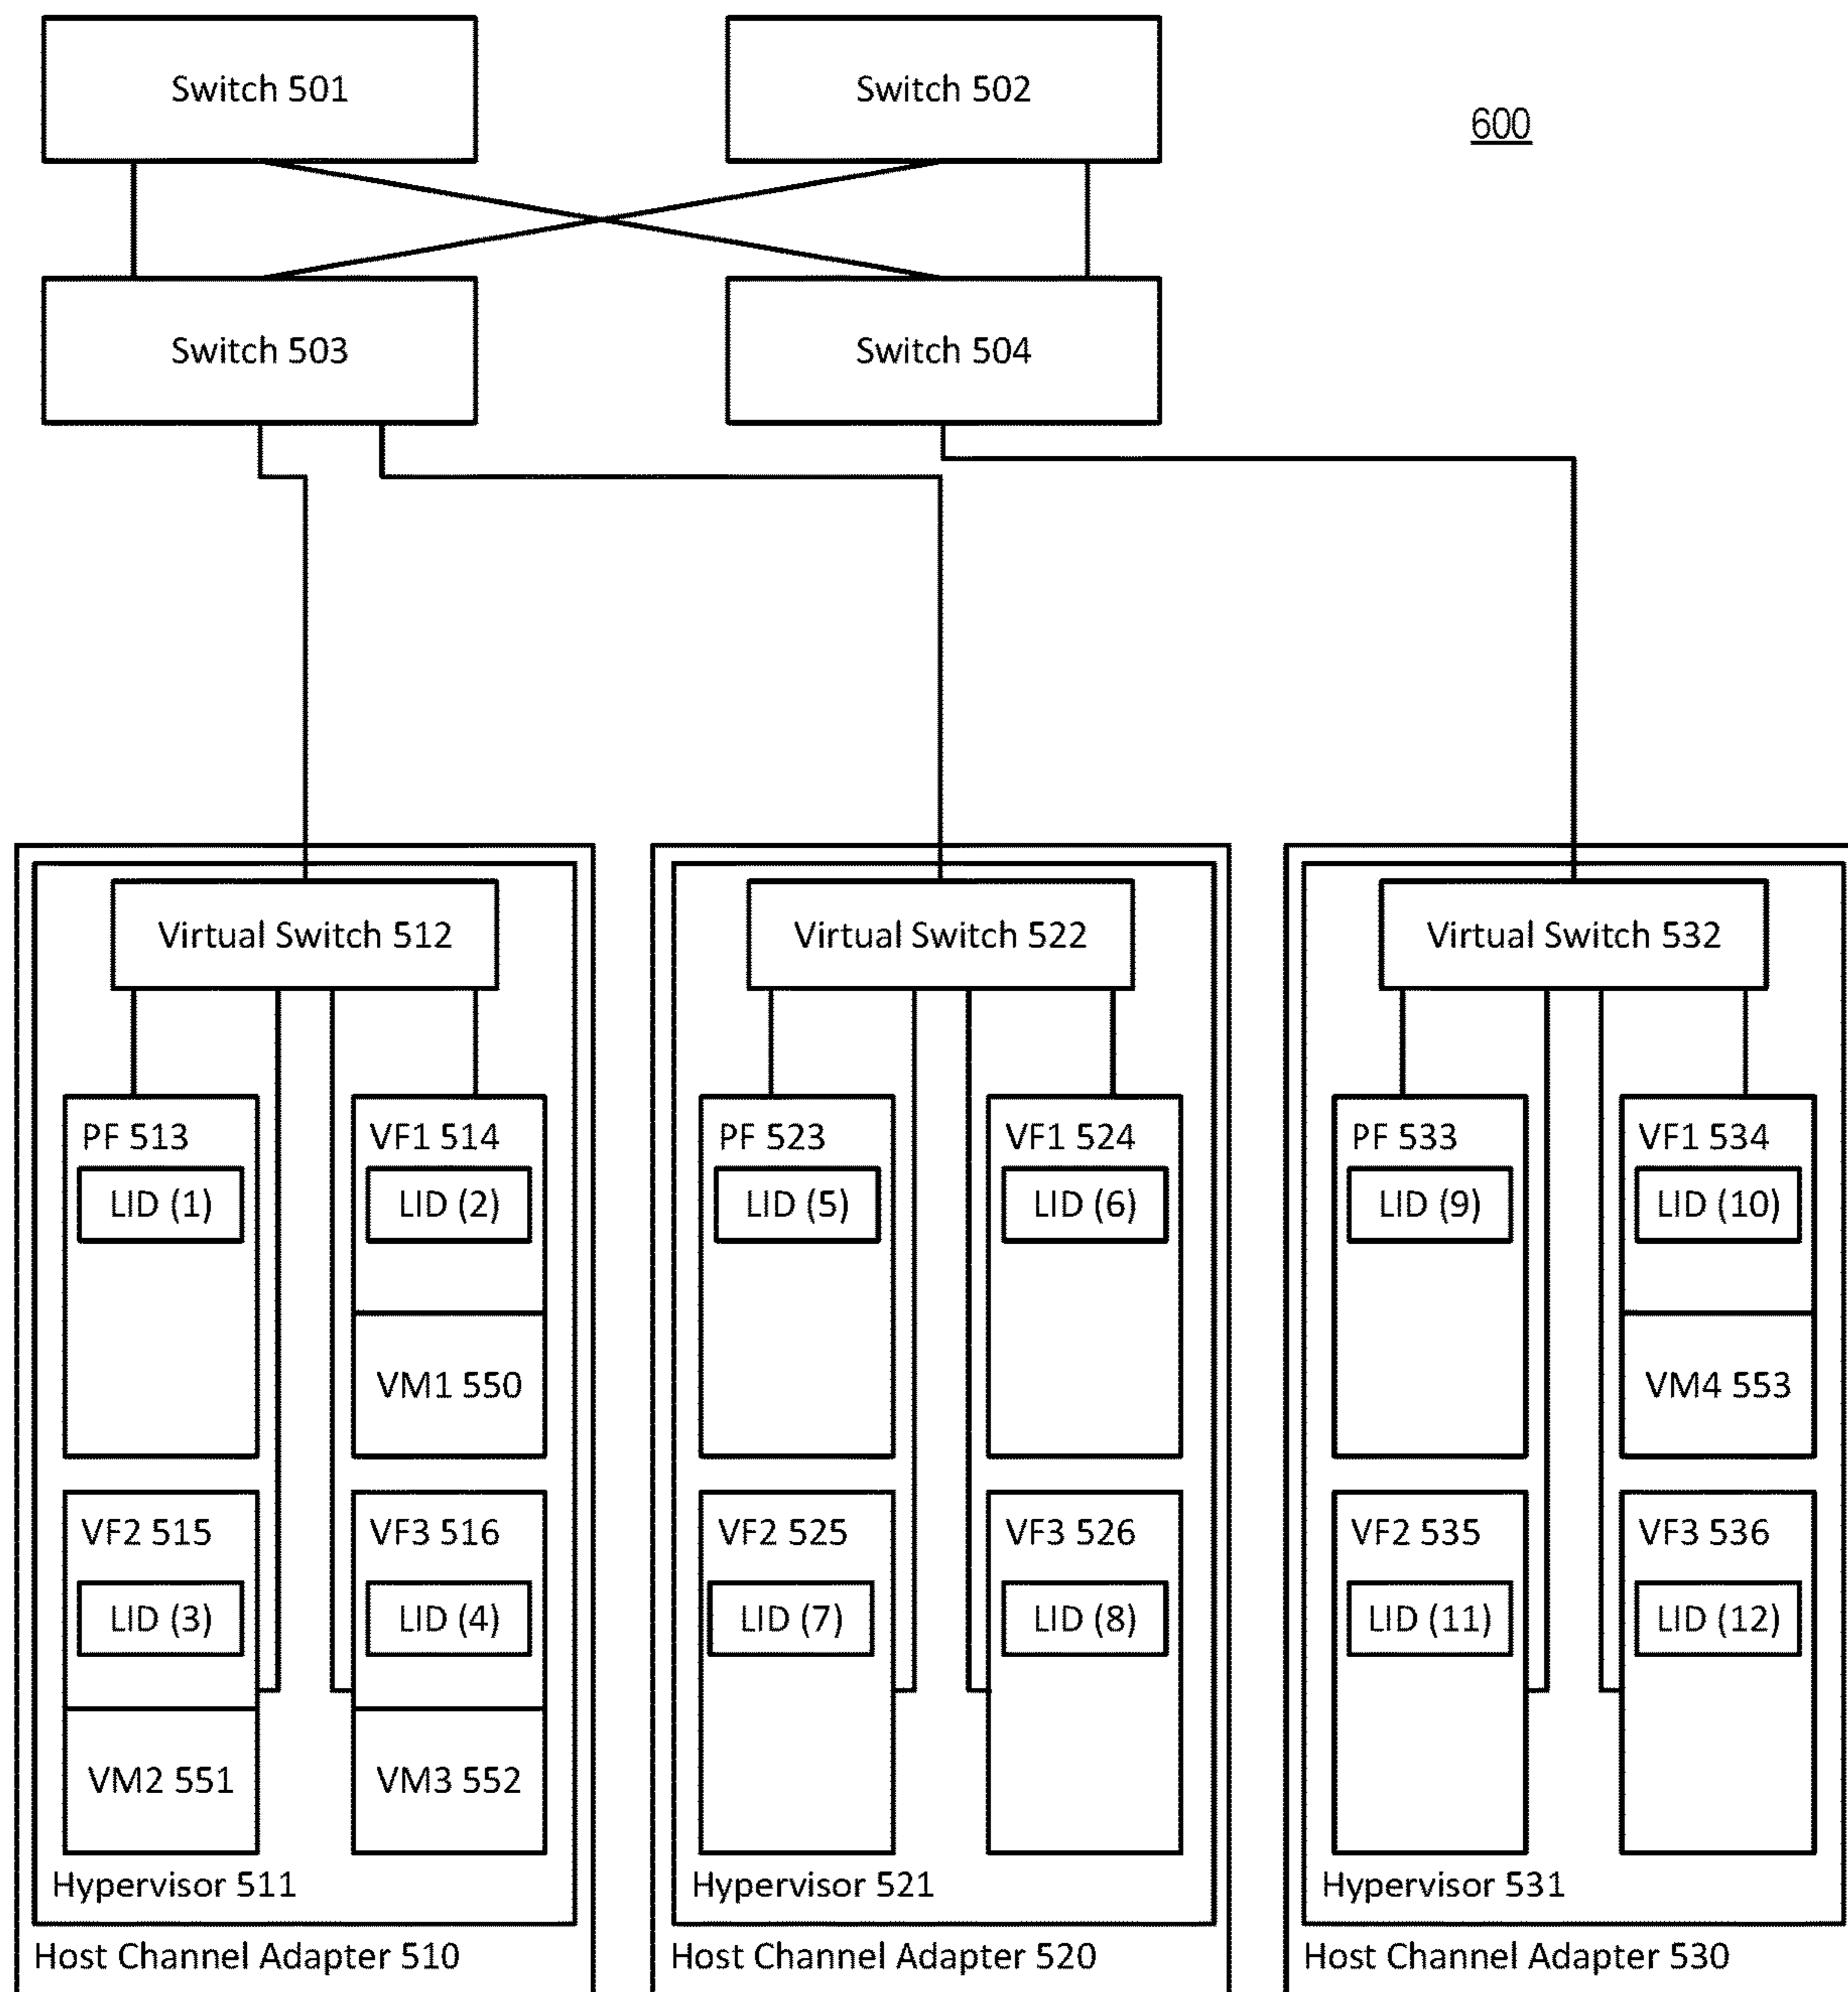 Switch 501
Switch 502
600
Switch 503
Switch 504
Virtual Switch 512
Virtual Switch 522
Virtual Switch 532
PF 513
LID (1)
VF1 514
LID (2)
VM1 550
VF2 515
LID (3)
VM2 551
VF3 516
LID (4)
VM3 552
Hypervisor 511
Host Channel Adapter 510
PF 523
LID (5)
VF1 524
LID (6)
VF2 525
LID (7)
VF3 526
LID (8)
Hypervisor 521
Host Channel Adapter 520
PF 533
LID (9)
VF1 534
LID (10)
VM4 553
VF2 535
LID (11)
VF3 536
LID (12)
Hypervisor 531
Host Channel Adapter 530